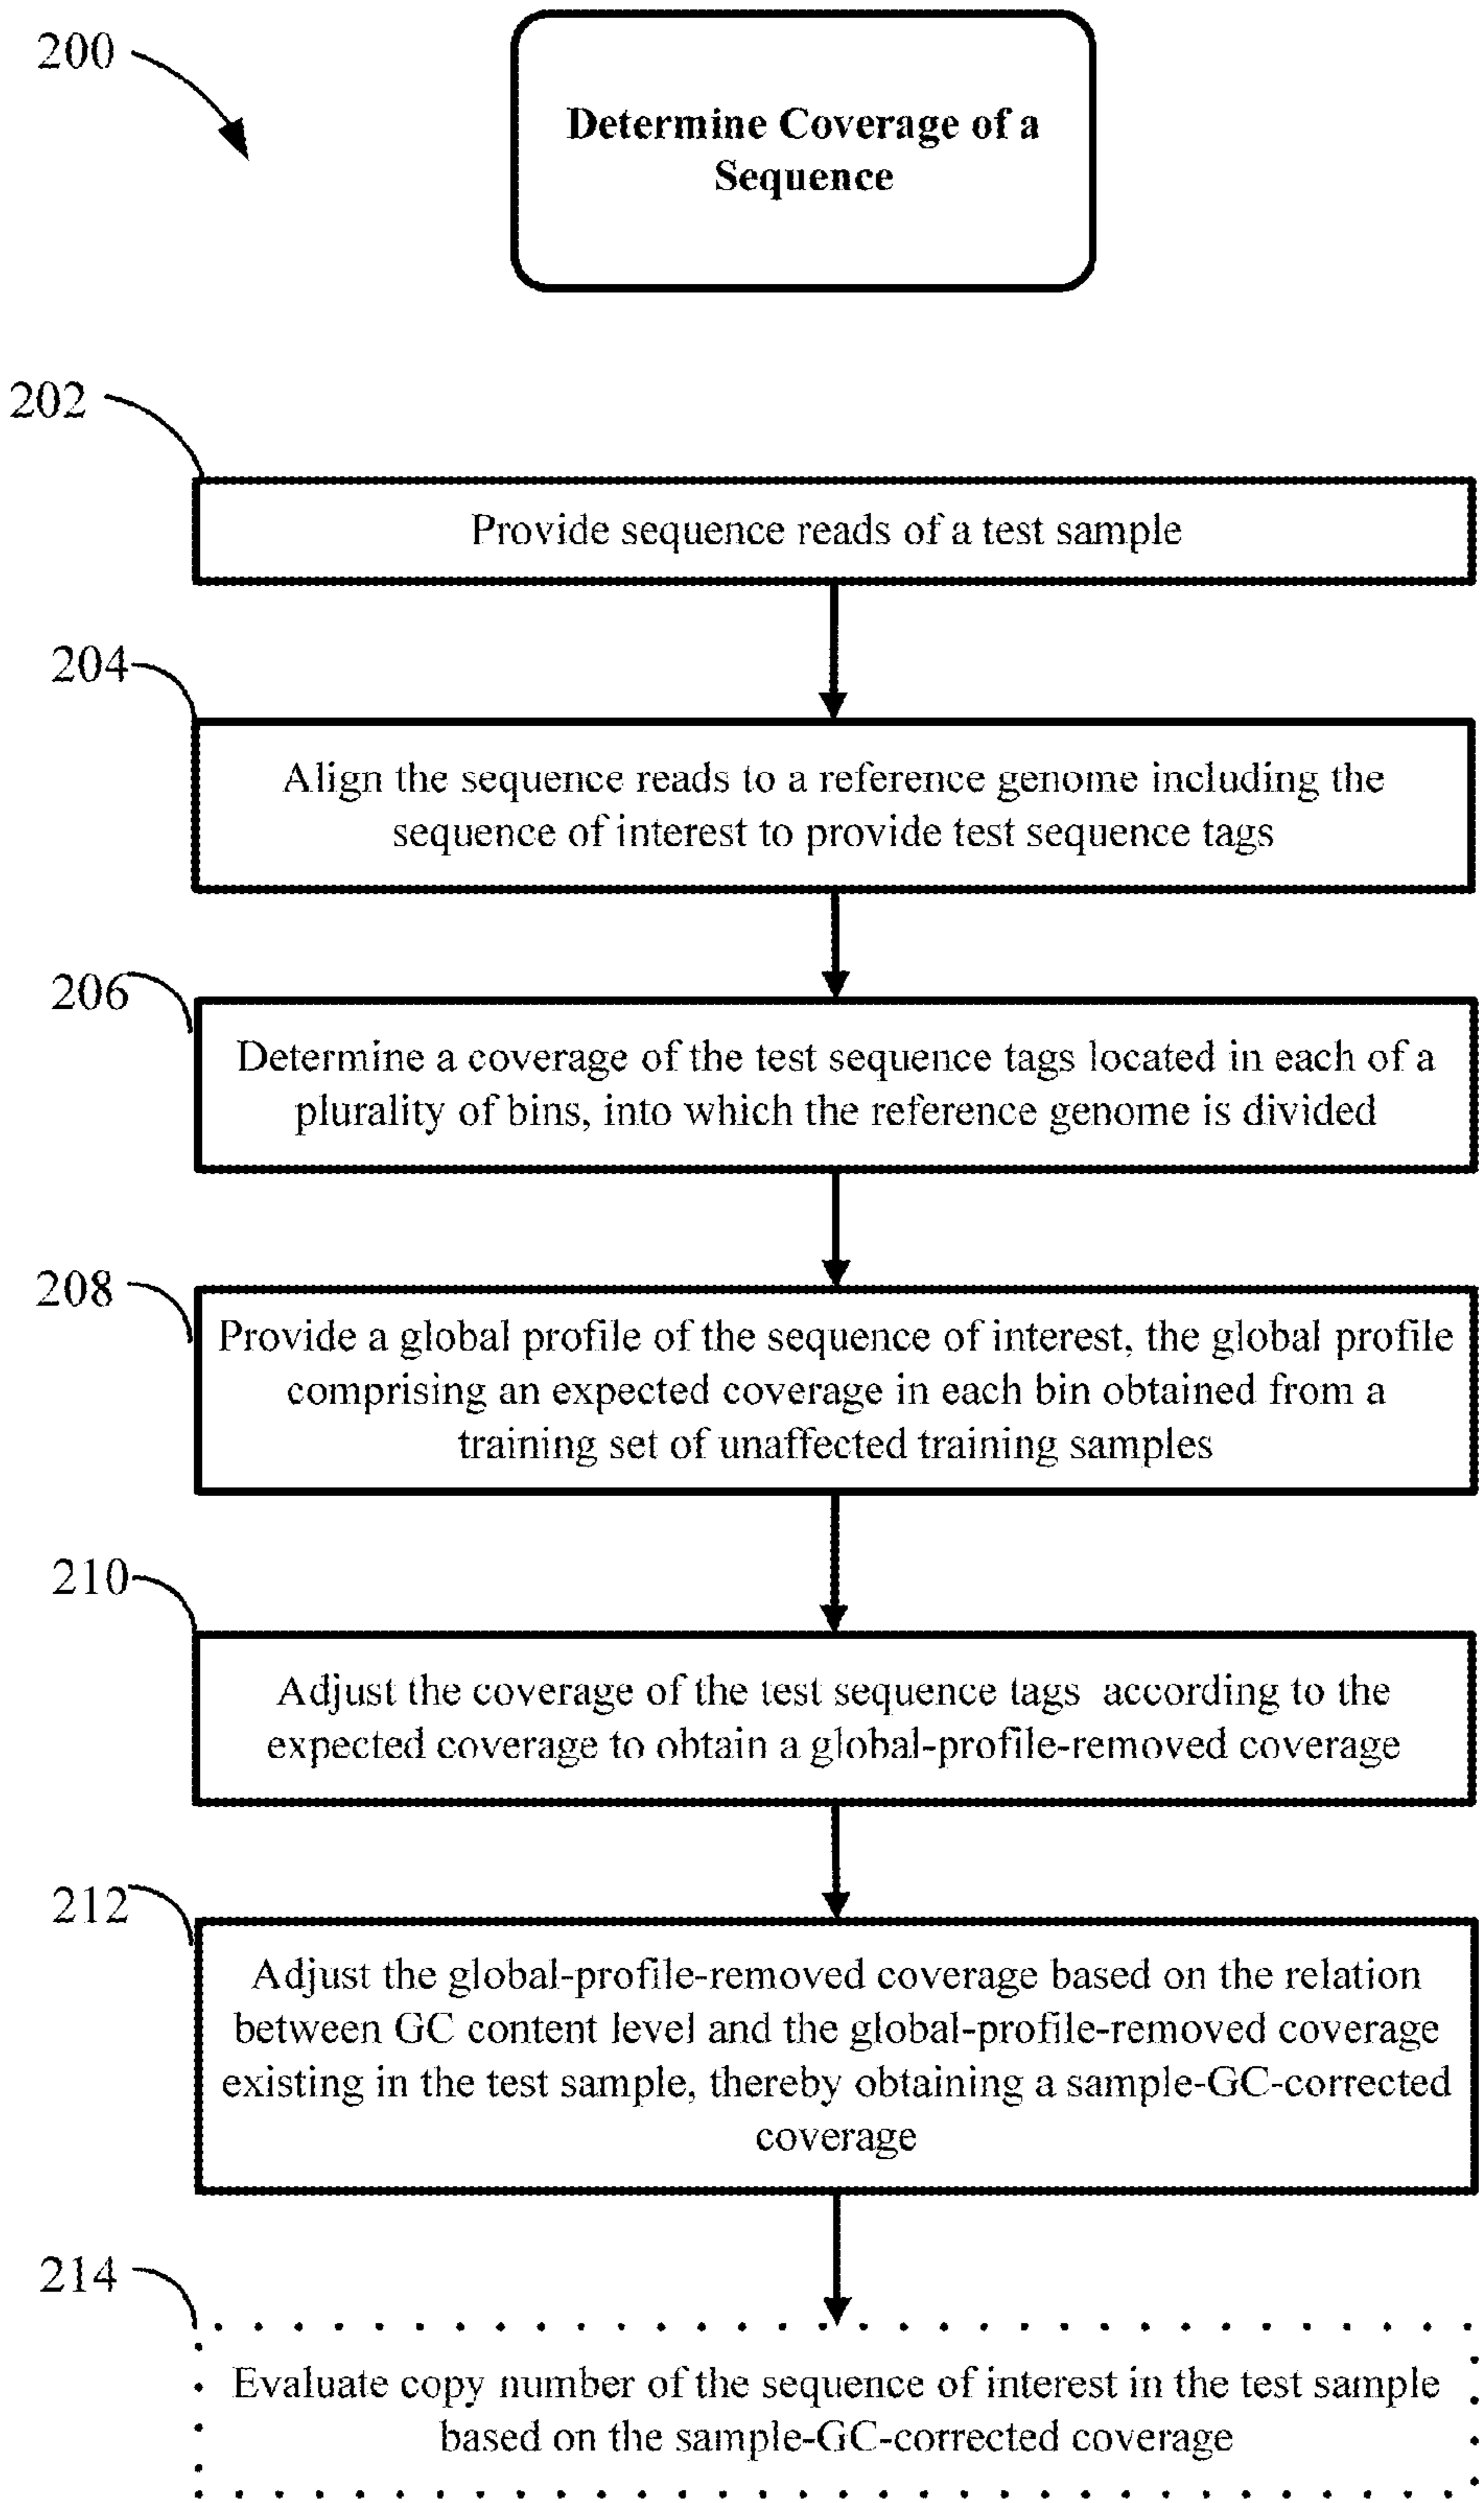 200
Determine Coverage of a
Sequence
202
Provide sequence reads of a test sample
204
Align the sequence reads to a reference genome including the
sequence of interest to provide test sequence tags
206
Determine a coverage of the test sequence tags located in each of a
plurality of bins, into which the reference genome is divided
208
Provide a global profile of the sequence of interest, the global profile
comprising an expected coverage in each bin obtained from a
training set of unaffected training samples
210
Adjust the coverage of the test sequence tags according to the
expected coverage to obtain a global-profile-removed coverage
212
Adjust the global-profile-removed coverage based on the relation
between GC content level and the global-profile-removed coverage
existing in the test sample, thereby obtaining a sample-GC-corrected
coverage
214
Evaluate copy number of the sequence of interest in the test sample
based on the sample-GC-corrected coverage